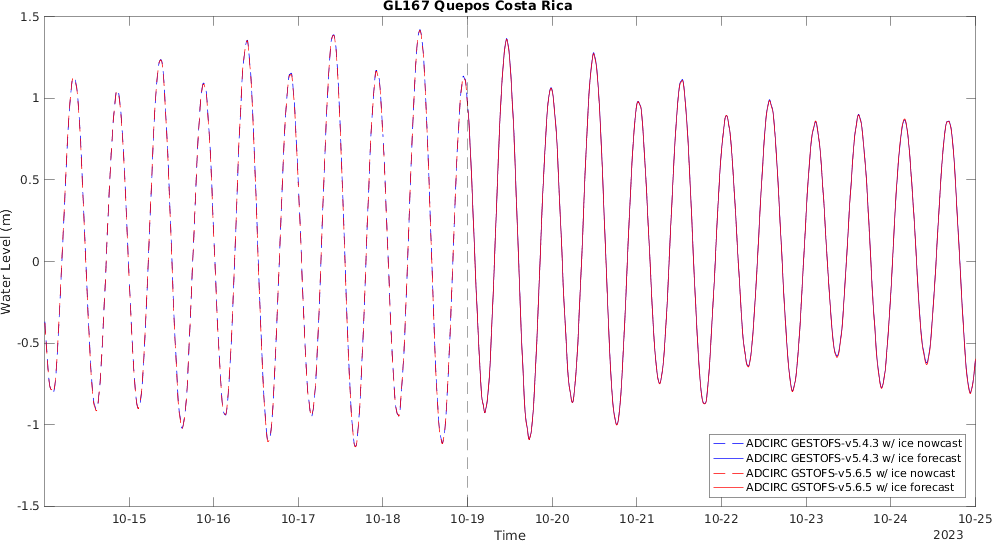 GL167 Quepos Costa Rica
1.5
1
0.5
0
-0.5
-1
-1.5
Water Level (m)
ADCIRC GESTOFS-v5.4.3 w/ ice nowcast
ADCIRC GESTOFS-v5.4.3 w/ ice forecast
ADCIRC GSTOFS-v5.6.5 w/ ice nowcast
ADCIRC GSTOFS-v5.6.5 w/ ice forecast
10-15 10-16 10-17 10-18 10-19 10-20 10-21 10-22 10-23 10-24 10-25
Time
2023